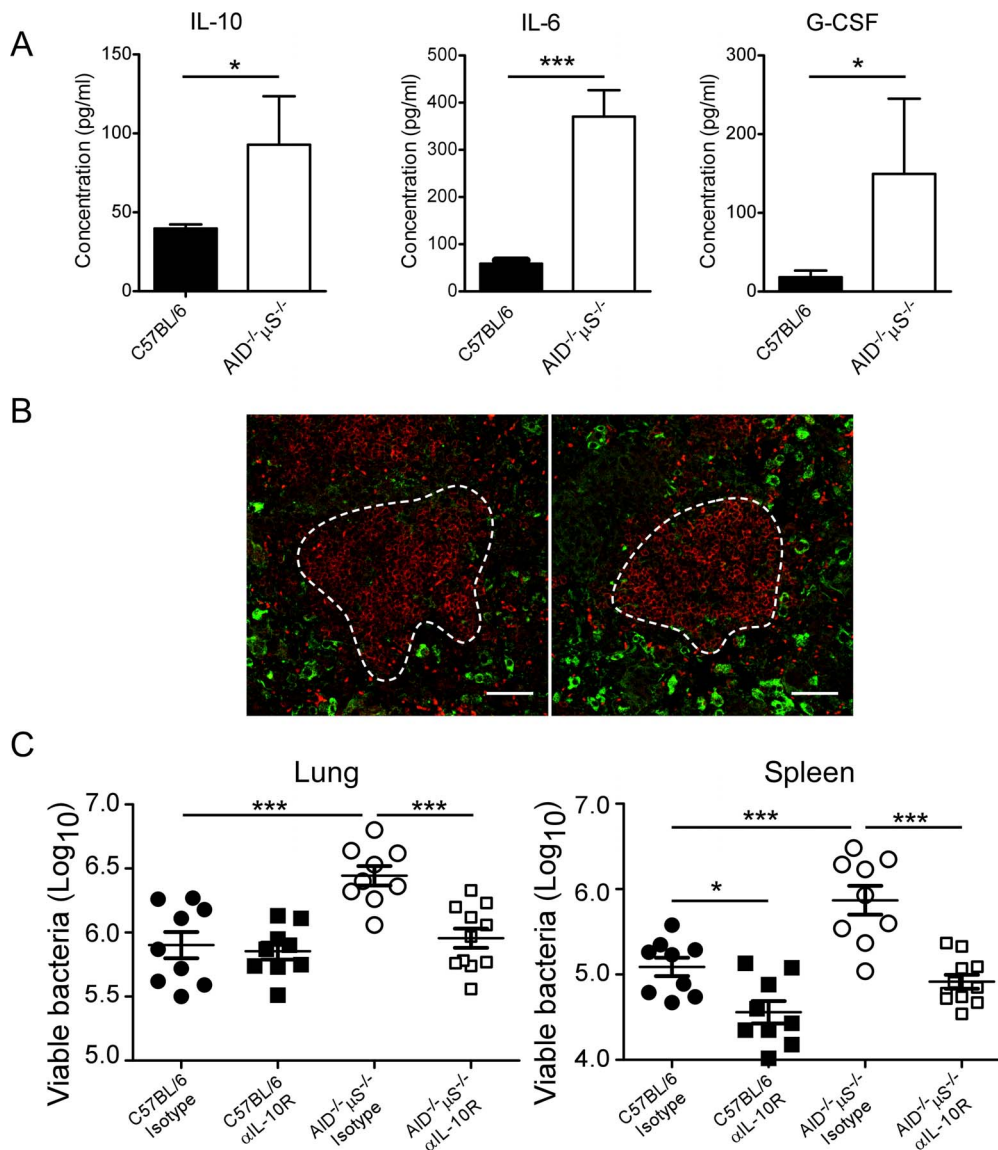 A
IL-10
Concentration (pg/ml)
150
100
50
0
*
C57BL/6
AID-/-µS-/-
IL-6
Concentration (pg/ml)
500
400
300
200
100
0
***
C57BL/6
AID-/-µS-/-
G-CSF
Concentration (pg/ml)
300
200
100
0
*
C57BL/6
AID-/-µS-/-
B
C
Lung
Viable bacteria (Log10)
7.0
6.5
6.0
5.5
5.0
***
***
C57BL/6
Isotype
C57BL/6
αIL-10R
AID-/-µS-/-
Isotype
AID-/-µS-/-
αIL-10R
Spleen
Viable bacteria (Log10)
7.0
6.0
5.0
4.0
***
***
*
C57BL/6
Isotype
C57BL/6
αIL-10R
AID-/-µS-/-
Isotype
AID-/-µS-/-
αIL-10R